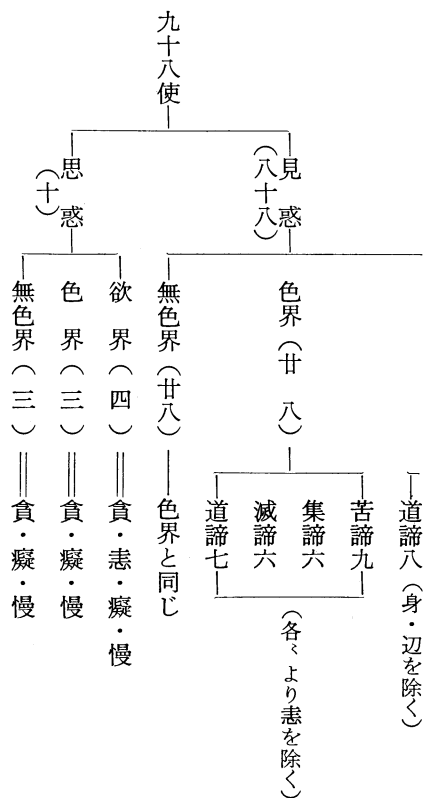 道諦八（身・辺を除く）
苦諦九
集諦六
滅諦六
道諦七
（各〻より恚を除く）
色界（廿八）
無色界（廿八）
色界と同じ
見惑
（八十八）
九十八使
思惑
（十）
欲界（四）
貪・恚・癡・慢
色界（三）
貪・癡・慢
無色界（三）
貪・癡・慢